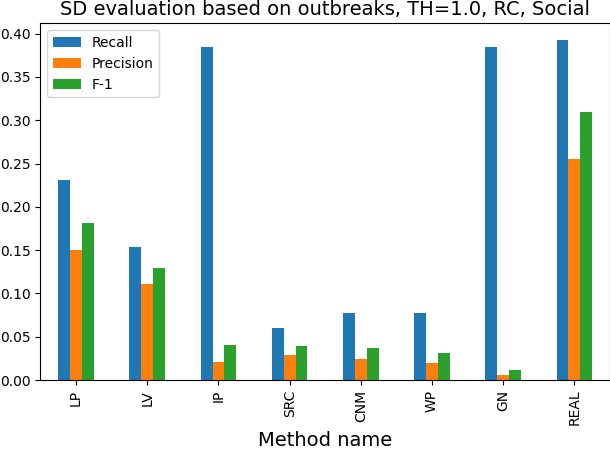 SD evaluation based on outbreaks, TH=1.0, RC, Social
Recall
Precision
F-1
0.40
0.35
0.30
0.25
0.20
0.15
0.10
0.05
0.00
LP
LV
IP
SRC
CNM
WP
GN
REAL
Method name